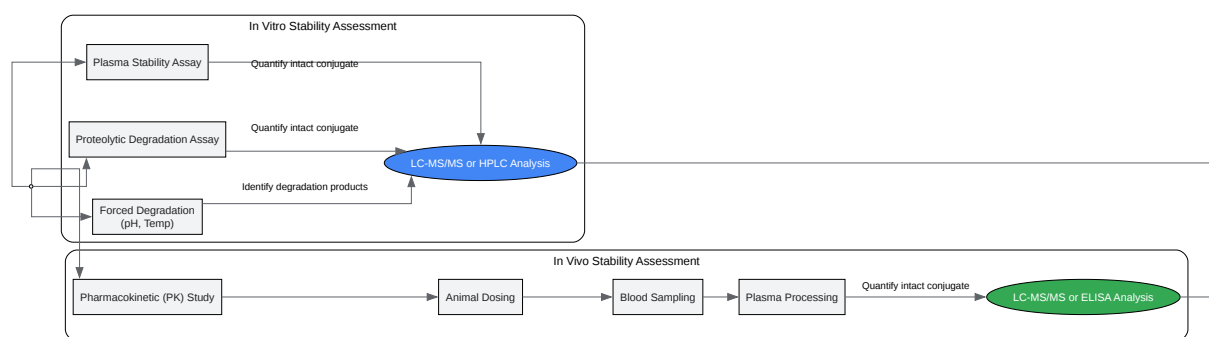 In Vitro Stability Assessment
Plasma Stability Assay
Quantify intact conjugate
Proteolytic Degradation Assay
Quantify intact conjugate
LC-MS/MS or HPLC Analysis
Identify degradation products
Forced Degradation
(pH, Temp)
In Vivo Stability Assessment
Pharmacokinetic (PK) Study
Animal Dosing
Blood Sampling
Plasma Processing
Quantify intact conjugate
LC-MS/MS or ELISA Analysis